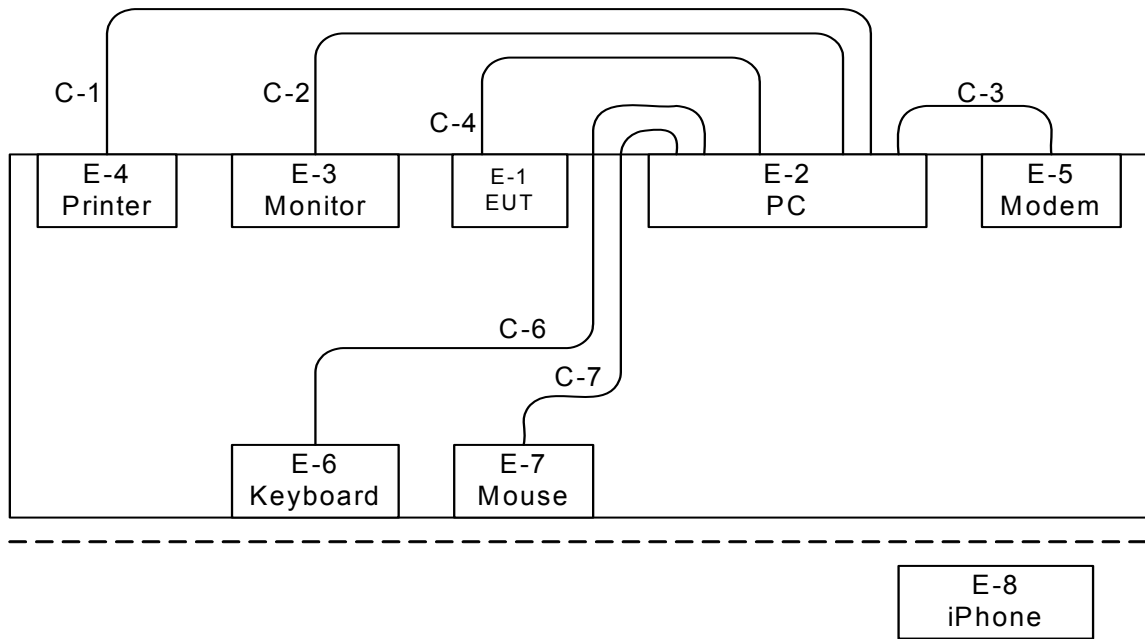 C-1
C-2
C-4
C-3
E-4
Printer
E-3
Monitor
E-1
EUT
E-2
PC
E-5
Modem
C-6
C-7
E-6
Keyboard
E-7
Mouse
E-8
iPhone